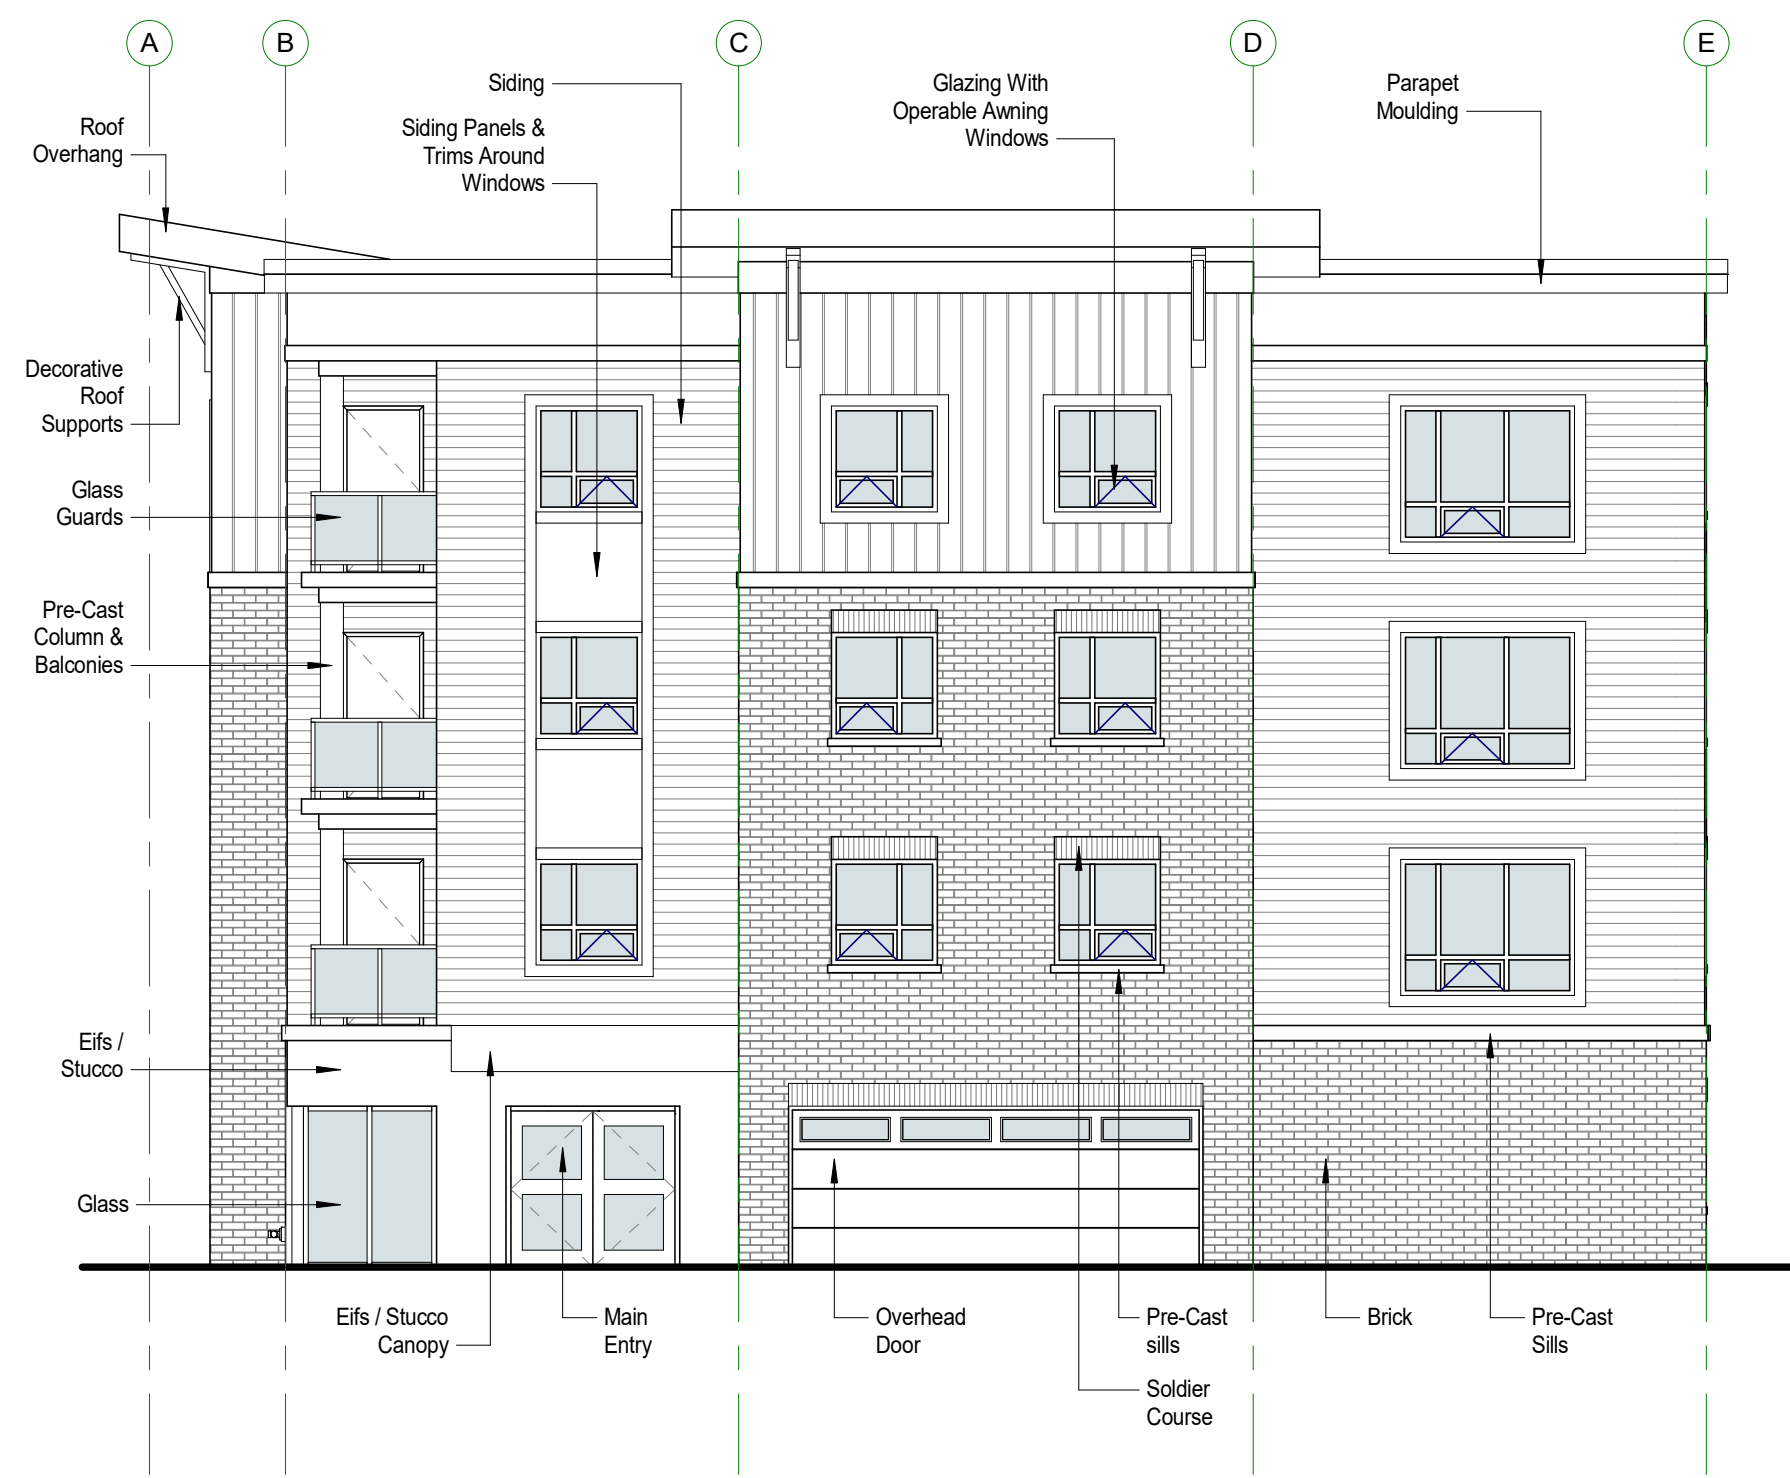 A
B
C
D
E
Siding
Glazing With
Operable Awning
Windows
Parapet
Moulding
Roof
Overhang
Siding Panels &
Trims Around
Windows
Decorative
Roof
Supports
Glass
Guards
Pre-Cast
Column &
Balconies
Eifs /
Stucco
Glass
Eifs / Stucco
Canopy
Main
Entry
Overhead
Door
Pre-Cast
sills
Brick
Pre-Cast
Sills
Soldier
Course